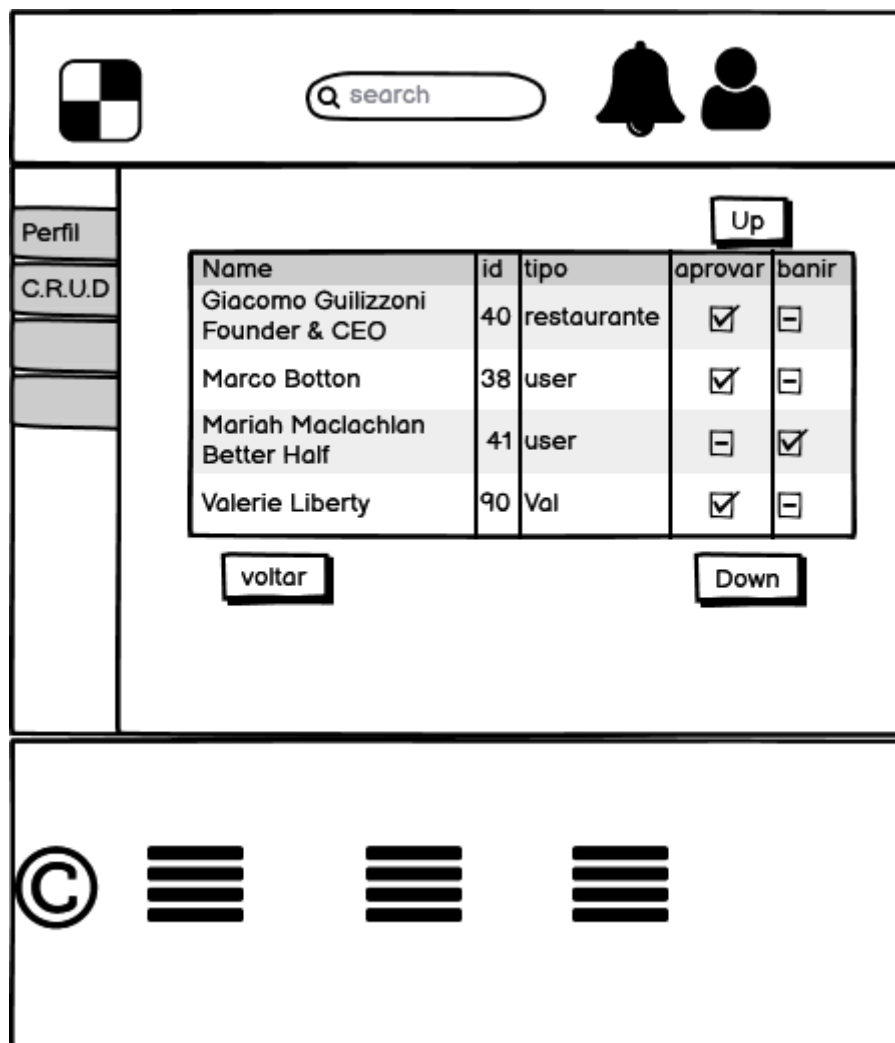 search
Perfil
C.R.U.D
Up
Name id tipo aprovar banir
Giacomo Guilizzoni
Founder & CEO 40 restaurante
Marco Botton 38 user
Mariah Maclachlan
Better Half 41 user
Valerie Liberty 90 Val
voltar Down
©